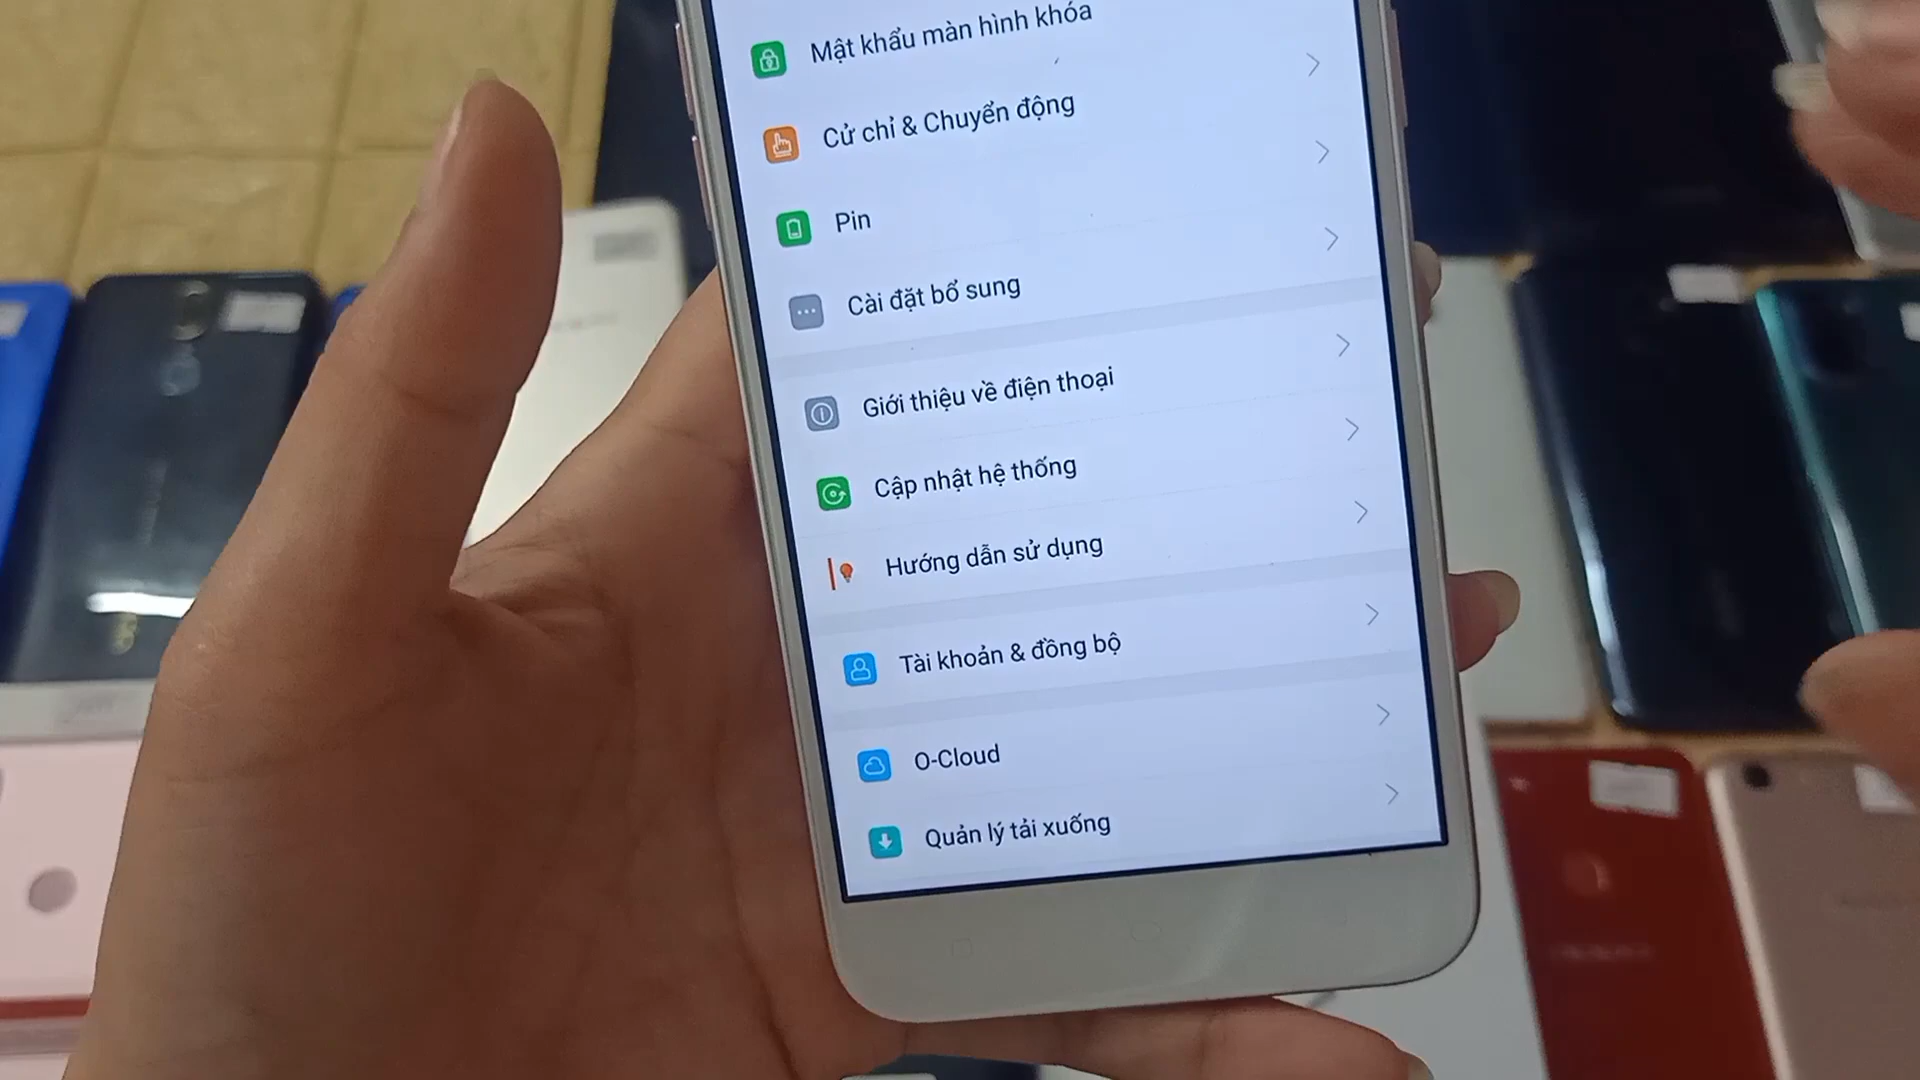 Mật khẩu màn hình khóa
Cử chỉ & Chuyển động
Pin
Cài đặt bổ sung
Giới thiệu về điện thoại
Cập nhật hệ thống
Hướng dẫn sử dụng
Tài khoản & đồng bộ
O-Cloud
Quản lý tải xuống